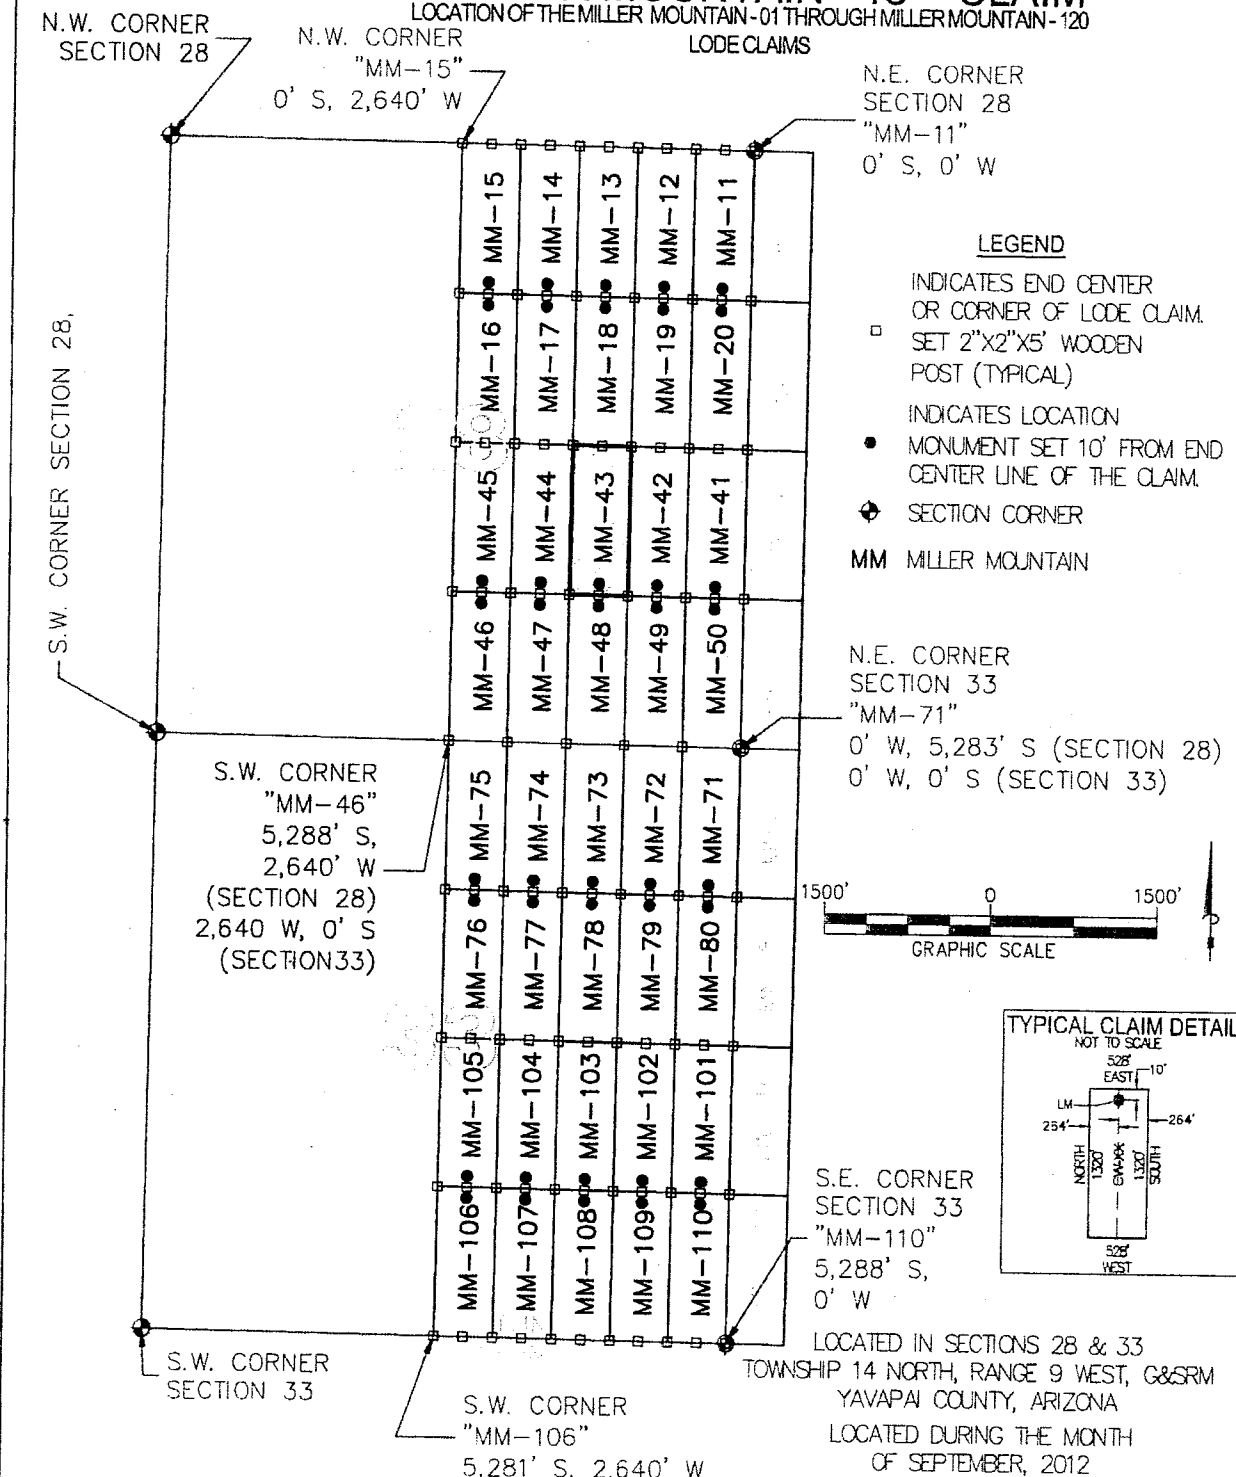 MOUNTAIN - 43" CLAIM
LOCATION OF THE MILLER MOUNTAIN - 01 THROUGH MILLER MOUNTAIN - 120
LODE CLAIMS
N.W. CORNER
SECTION 28
N.W. CORNER
"MM-15"
0' S, 2,640' W
N.E. CORNER
SECTION 28
"MM-11"
0' S, 0' W
MM-15
MM-14
MM-13
MM-12
MM-11
LEGEND
INDICATES END CENTER
OR CORNER OF LODE CLAIM.
SET 2"X2"X5' WOODEN
POST (TYPICAL)
INDICATES LOCATION
MONUMENT SET 10' FROM END
CENTER LINE OF THE CLAIM.
SECTION CORNER
MM MILLER MOUNTAIN
MM-16
MM-17
MM-18
MM-19
MM-20
S.W. CORNER SECTION 28,
MM-45
MM-44
MM-43
MM-42
MM-41
MM-46
MM-47
MM-48
MM-49
MM-50
N.E. CORNER
SECTION 33
"MM-71"
0' W, 5,283' S (SECTION 28)
0' W, 0' S (SECTION 33)
S.W. CORNER
"MM-46"
5,288' S,
2,640' W
(SECTION 28)
2,640 W, 0' S
(SECTION33)
MM-75
MM-74
MM-73
MM-72
MM-71
1500'
0
1500'
GRAPHIC SCALE
MM-76
MM-77
MM-78
MM-79
MM-80
TYPICAL CLAIM DETAIL
NOT TO SCALE
528'
EAST
10'
LM
254'
264'
NORTH
1320'
1320'
SOUTH
528'
WEST
MM-105
MM-104
MM-103
MM-102
MM-101
MM-106
MM-107
MM-108
MM-109
MM-110
S.E. CORNER
SECTION 33
"MM-110"
5,288' S,
0' W
S.W. CORNER
SECTION 33
S.W. CORNER
"MM-106"
5,281' S, 2,640' W
LOCATED IN SECTIONS 28 & 33
TOWNSHIP 14 NORTH, RANGE 9 WEST, G&SRM
YAVAPAI COUNTY, ARIZONA
LOCATED DURING THE MONTH
OF SEPTEMBER, 2012